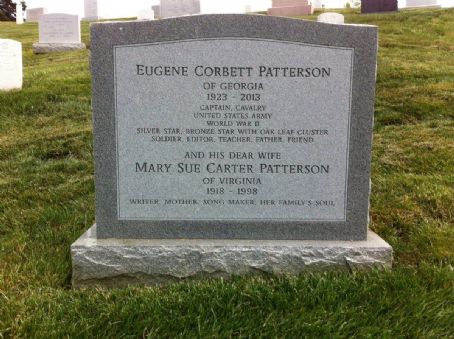 EUGENE CORBETT PATTERSON
OF GEORGIA
1923 - 2013
CAPTAIN, CAVALRY
UNITED STATES ARMY
WORLD WAR II
SILVER STAR, BRONZE STAR WITH OAK LEAF CLUSTER
SOLDIER, EDITOR, TEACHER, FATHER, FRIEND
AND HIS DEAR WIFE
MARY SUE CARTER PATTERSON
OF VIRGINIA
1918 - 1998
WRITER, MOTHER, SONG MAKER, HER FAMILY'S SOUL